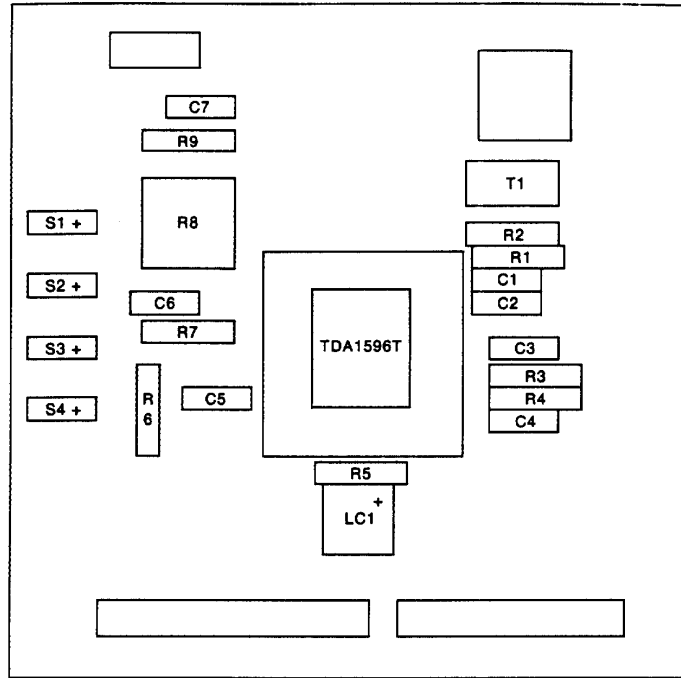 C7
R9
T1
R8
S1 +
R2
R1
C1
S2 +
C6
C2
R7
TDA1596T
S3 +
C3
R3
R
6
C5
R4
S4 +
C4
R5
+
LC1